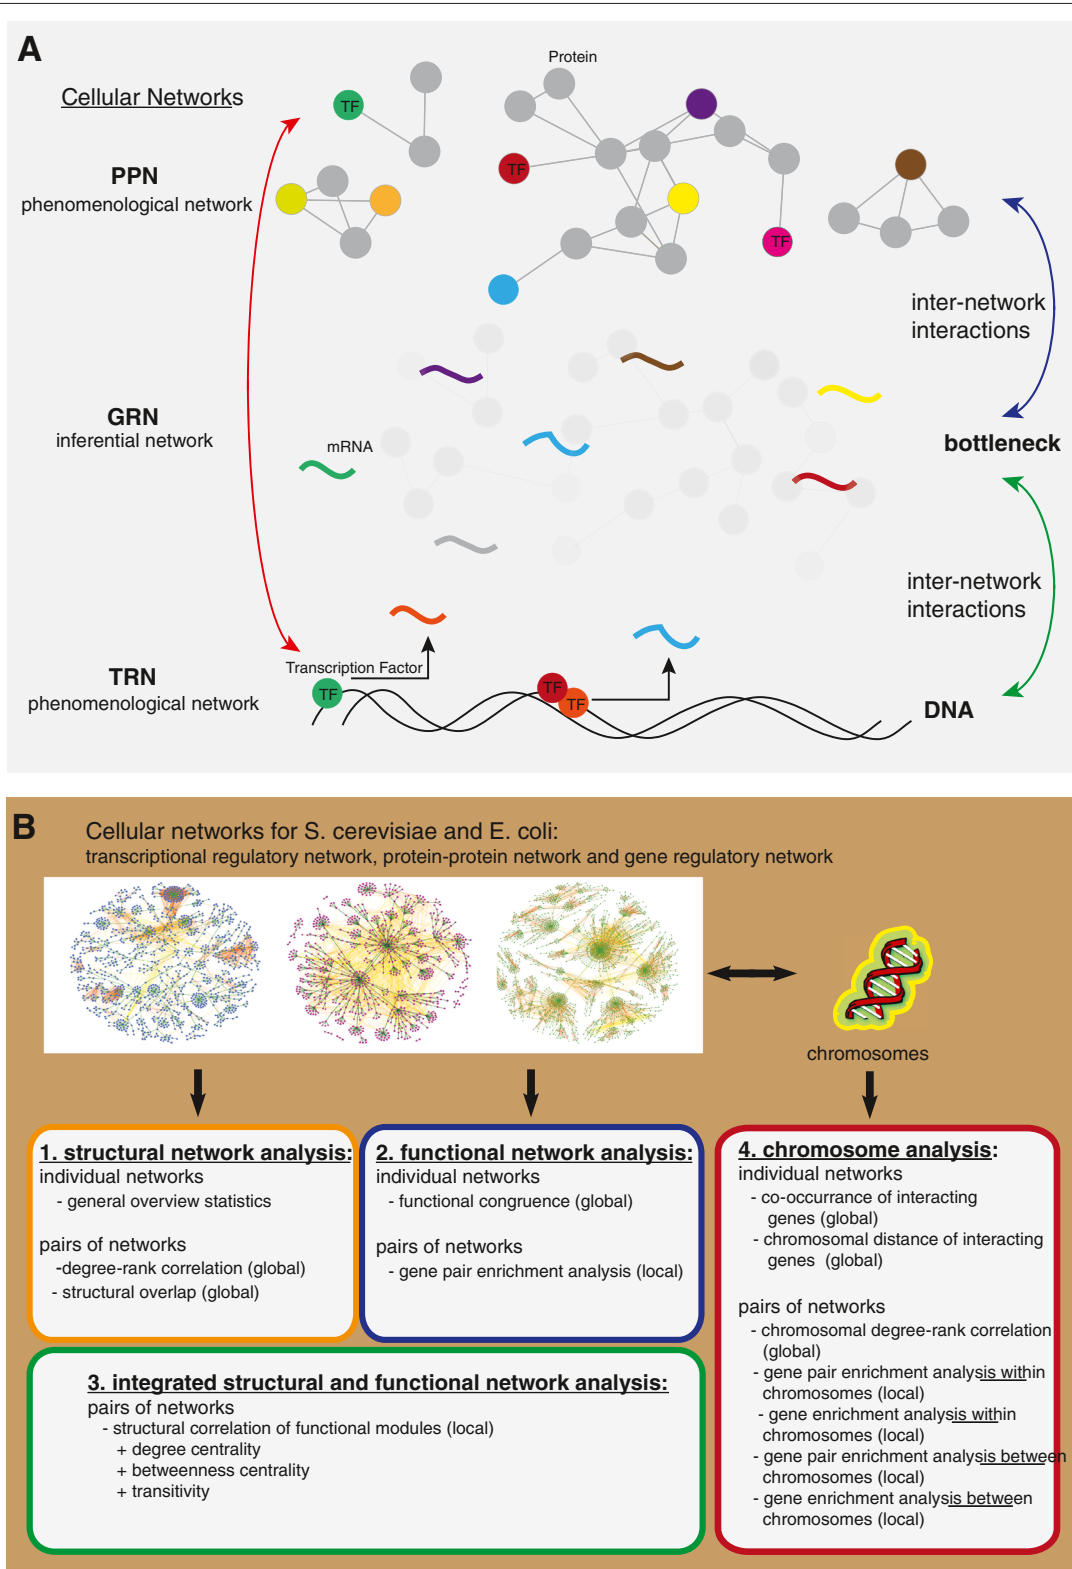 A
Cellular Networks
Protein
TF
TF
TF
PPN
phenomenological network
inter-network
interactions
GRN
inferential network
mRNA
bottleneck
inter-network
interactions
TRN
phenomenological network
Transcription Factor
TF
TF
TF
DNA
B
Cellular networks for S. cerevisiae and E. coli:
transcriptional regulatory network, protein-protein network and gene regulatory network
chromosomes
1. structural network analysis:
individual networks
- general overview statistics
pairs of networks
-degree-rank correlation (global)
- structural overlap (global)
2. functional network analysis:
individual networks
- functional congruence (global)
pairs of networks
- gene pair enrichment analysis (local)
3. integrated structural and functional network analysis:
pairs of networks
- structural correlation of functional modules (local)
+ degree centrality
+ betweenness centrality
+ transitivity
4. chromosome analysis:
individual networks
- co-occurrance of interacting
genes (global)
- chromosomal distance of interacting
genes (global)
pairs of networks
- chromosomal degree-rank correlation
(global)
- gene pair enrichment analysis within
chromosomes (local)
- gene enrichment analysis within
chromosomes (local)
- gene pair enrichment analysis between
chromosomes (local)
- gene enrichment analysis between
chromosomes (local)